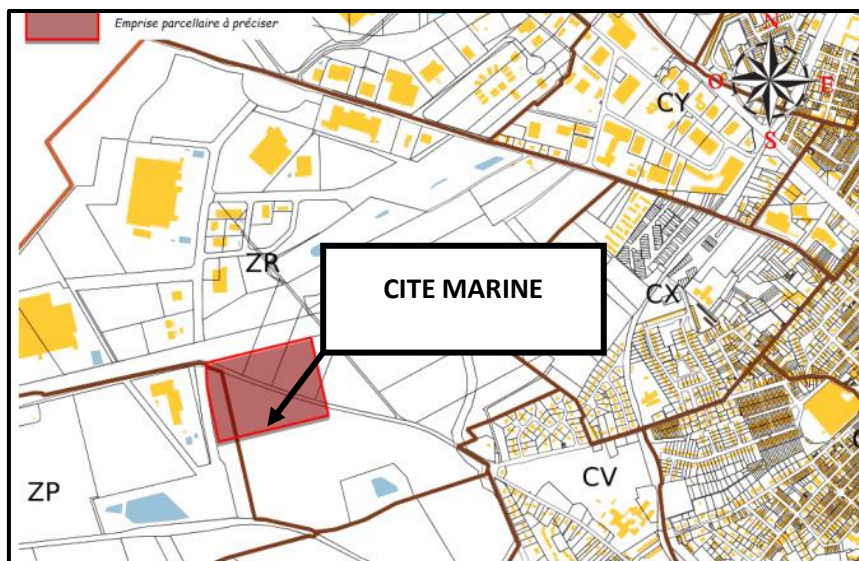 Emprise parcellaire à préciser
N
O
E
S
CY
ZR
CITE MARINE
CX
ZP
CV